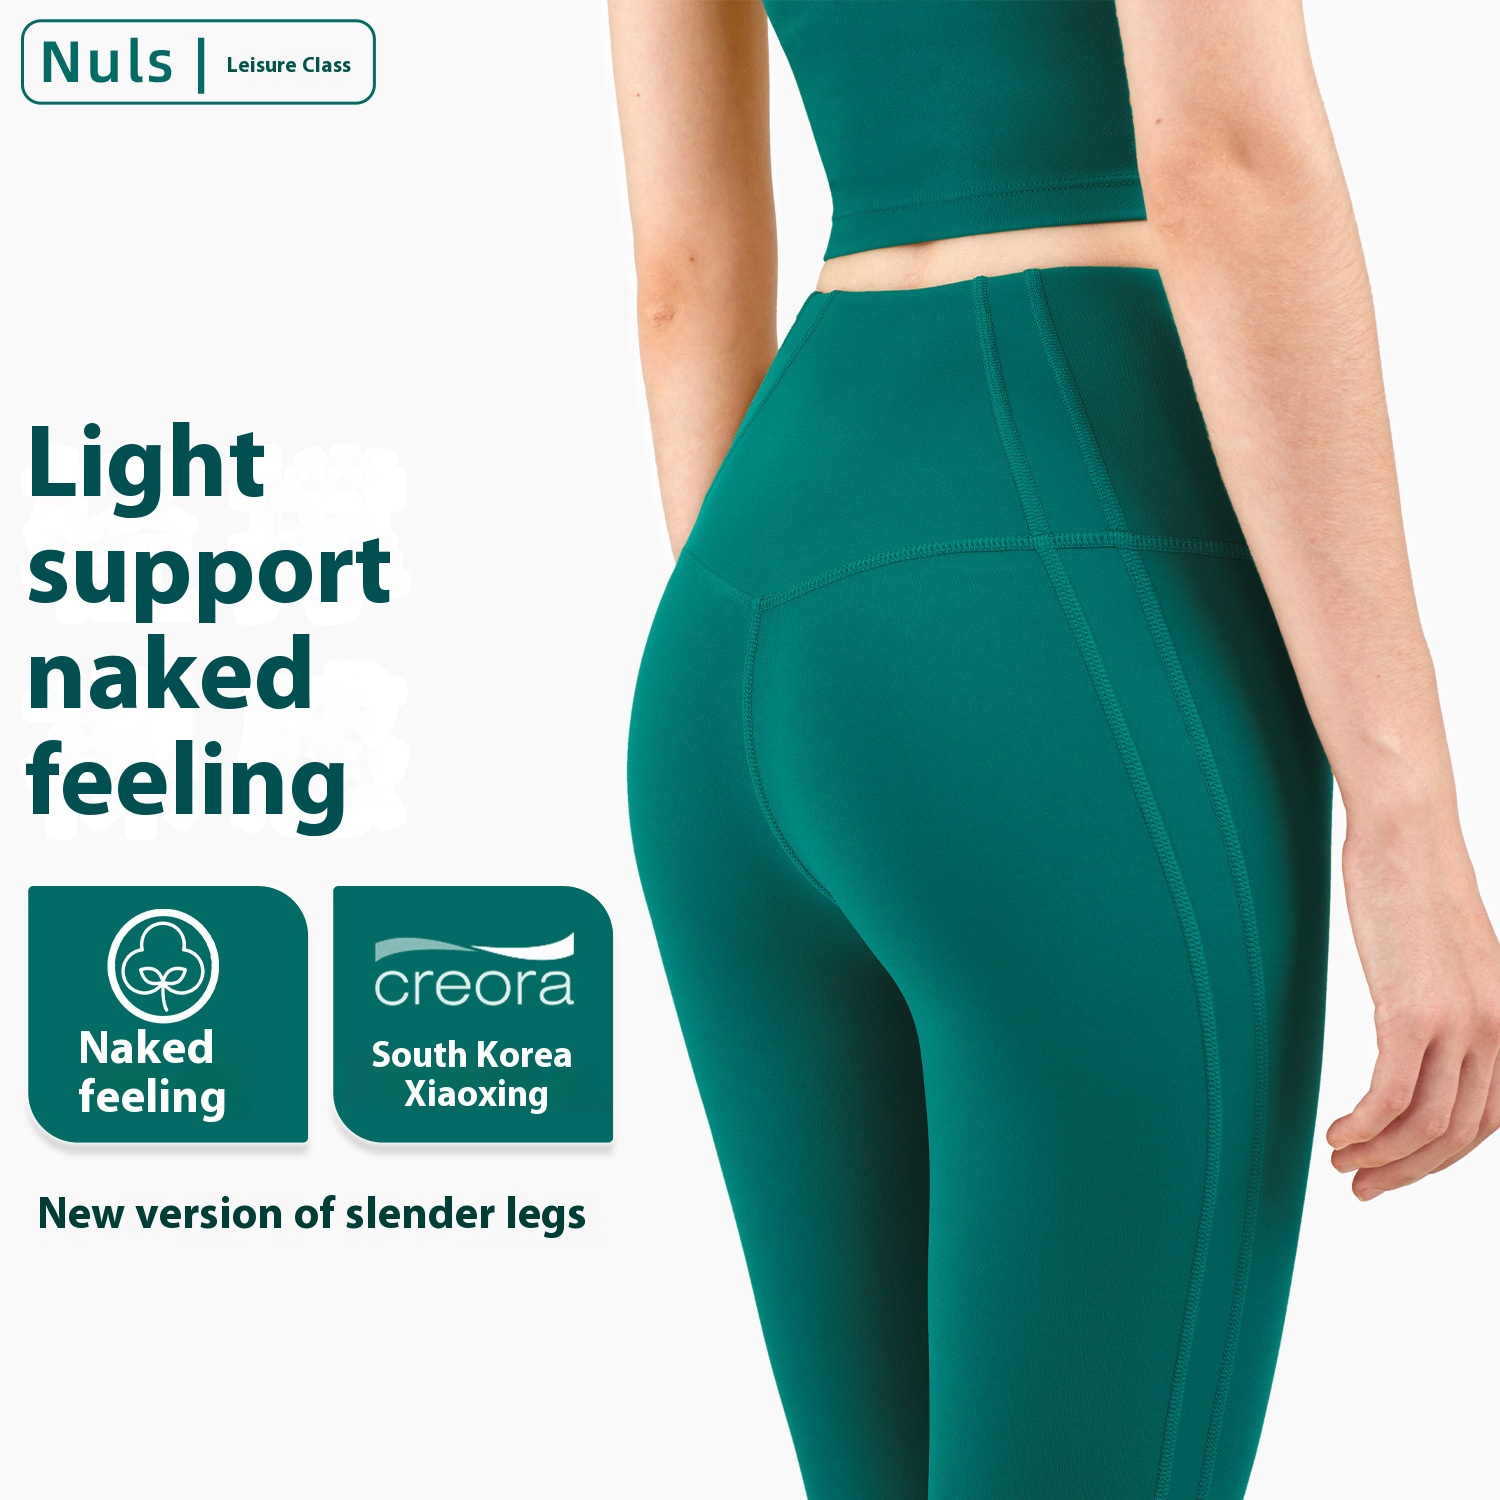 Nuls | Leisure Class
Light
support
naked
feeling
Naked
feeling
creora
South Korea
Xiaoxing
New version of slender legs